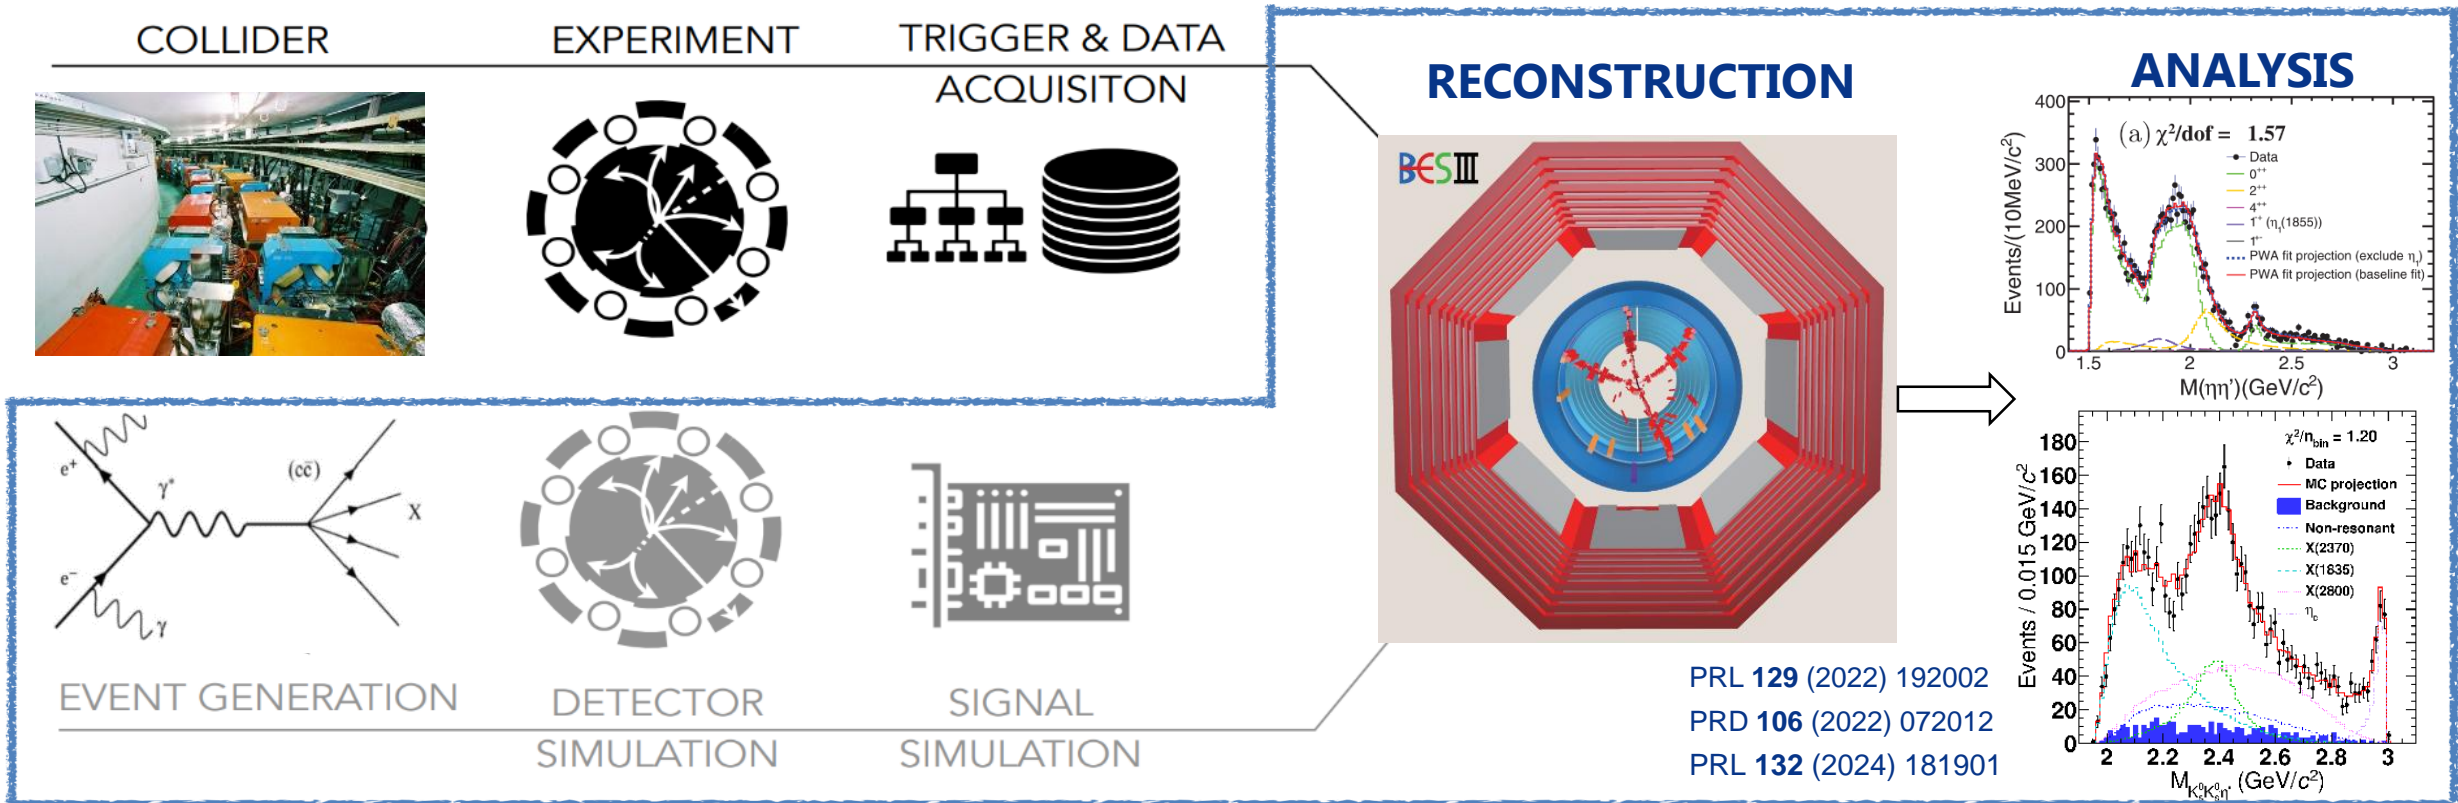 COLLIDER
EXPERIMENT
TRIGGER & DATA
ACQUISITON
RECONSTRUCTION
ANALYSIS
BESIII
400
300
200
100
0
Events/(10MeV/c²)
(a) χ²/dof = 1.57
Data
0⁺⁺
2⁺⁺
4⁺⁺
1⁻⁺ (η₁(1855))
1⁺⁻
PWA fit projection (exclude η₁)
PWA fit projection (baseline fit)
1.5 2 2.5 3
M(ηη′)(GeV/c²)
e⁺
γ*
(cc̄)
X
e⁻
γ
EVENT GENERATION
DETECTOR
SIMULATION
SIGNAL
SIMULATION
PRL 129 (2022) 192002
PRD 106 (2022) 072012
PRL 132 (2024) 181901
180
160
140
120
100
80
60
40
20
0
Events / 0.015 GeV/c²
χ²/n_bin = 1.20
Data
MC projection
Background
Non-resonant
X(2370)
X(1835)
X(2800)
2 2.2 2.4 2.6 2.8 3
M_K⁰_sK⁰_sη′ (GeV/c²)